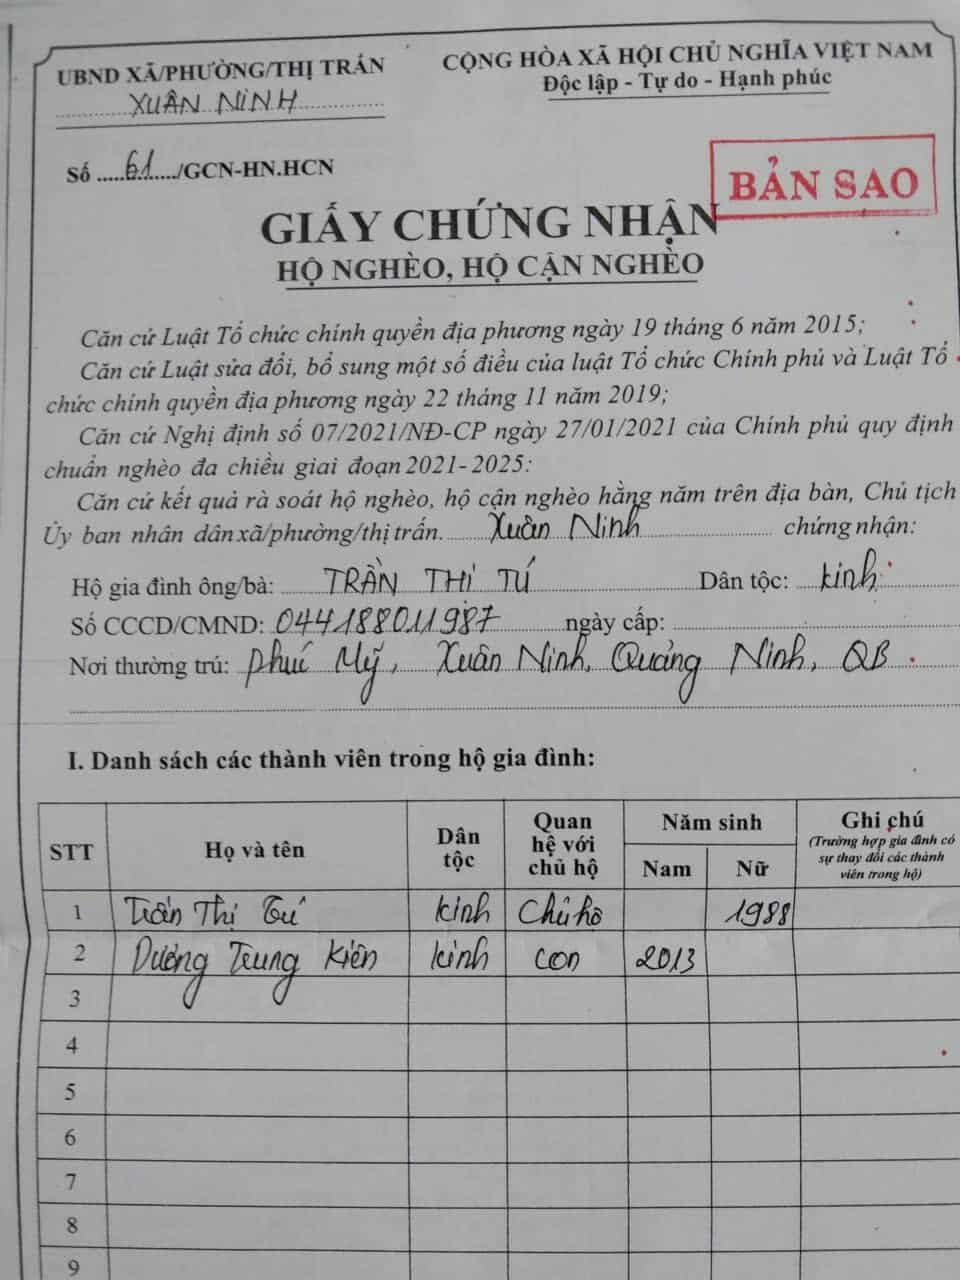 UBND XÃ/PHƯỜNG/THỊ TRẤN
XUÂN NINH
CỘNG HÒA XÃ HỘI CHỦ NGHĨA VIỆT NAM
Độc lập - Tự do - Hạnh phúc
Số .....61..../GCN-HN.HCN
BẢN SAO
GIẤY CHỨNG NHẬN
HỘ NGHÈO, HỘ CẬN NGHÈO
Căn cứ Luật Tổ chức chính quyền địa phương ngày 19 tháng 6 năm 2015;
Căn cứ Luật sửa đổi, bổ sung một số điều của luật Tổ chức Chính phủ và Luật Tổ
chức chính quyền địa phương ngày 22 tháng 11 năm 2019;
Căn cứ Nghị định số 07/2021/NĐ-CP ngày 27/01/2021 của Chính phủ quy định
chuẩn nghèo đa chiều giai đoạn 2021-2025:
Căn cứ kết quả rà soát hộ nghèo, hộ cận nghèo hằng năm trên địa bàn, Chủ tịch
Ủy ban nhân dân xã/phường/thị trấn. Xuân Ninh chứng nhận:
Hộ gia đình ông/bà: TRẦN THỊ TÚ Dân tộc: kinh
Số CCCD/CMND: 044188011987 ngày cấp:
Nơi thường trú: Phúc Mỹ, Xuân Ninh, Quảng Ninh, QB
I. Danh sách các thành viên trong hộ gia đình:
STT Họ và tên Dân tộc Quan hệ với chủ hộ Năm sinh Nam Nữ Ghi chú (Trường hợp gia đình có sự thay đổi các thành viên trong hộ)
1 Trần Thị Tú kinh Chủ hộ 1988
2 Dương Trung Kiên kinh con 2013
3
4
5
6
7
8
9